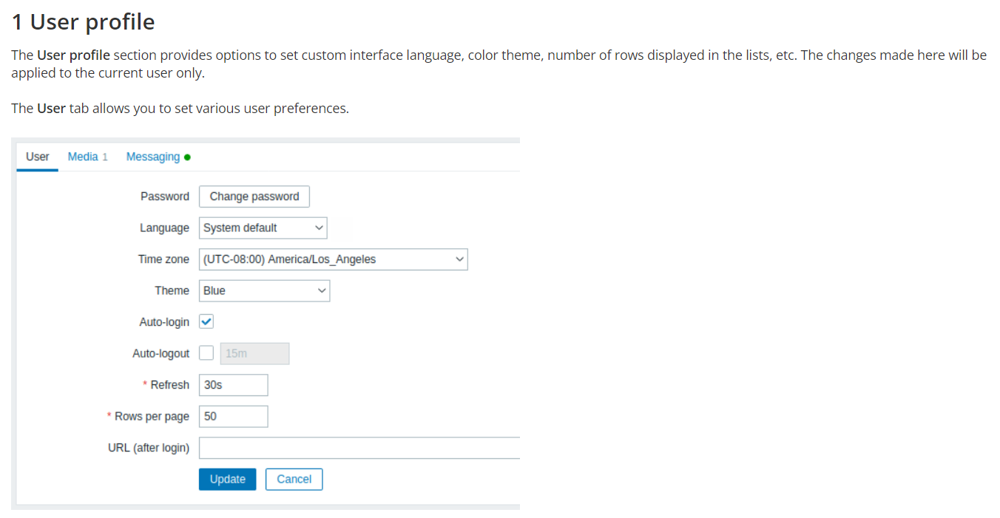 1 User profile
The User profile section provides options to set custom interface language, color theme, number of rows displayed in the lists, etc. The changes made here will be
applied to the current user only.
The User tab allows you to set various user preferences.
User Media 1 Messaging
Password Change password
Language System default
Time zone (UTC-08:00) America/Los_Angeles
Theme Blue
Auto-login
Auto-logout 15m
* Refresh 30s
* Rows per page 50
URL (after login)
Update Cancel